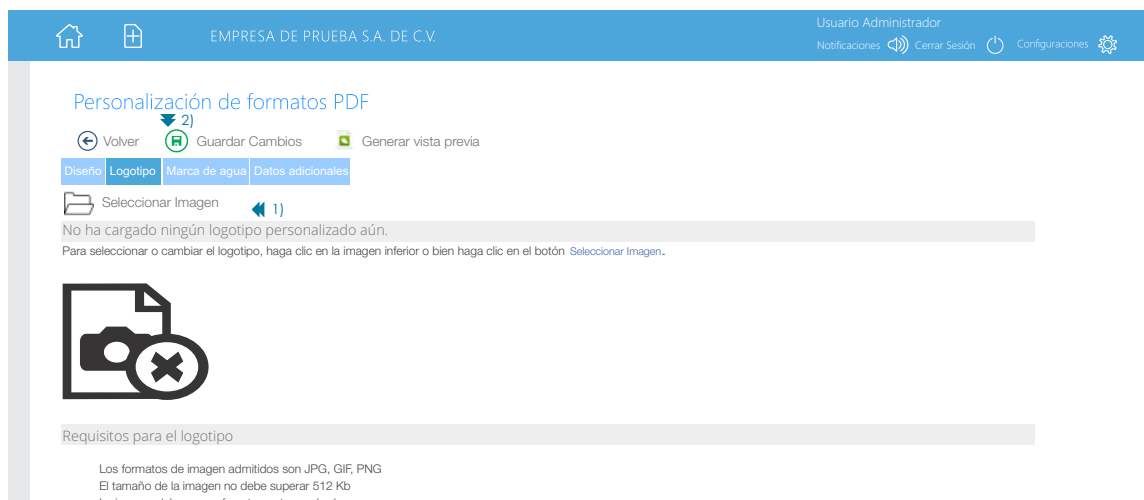 Usuario Administrador
EMPRESA DE PRUEBA S.A. DE C.V.
Notificaciones Cerrar Sesión Configuraciones
Personalización de formatos PDF
2)
Volver Guardar Cambios Generar vista previa
Diseño Logotipo Marca de agua Datos adicionales
Seleccionar Imagen 1)
No ha cargado ningún logotipo personalizado aún.
Para seleccionar o cambiar el logotipo, haga clic en la imagen inferior o bien haga clic en el botón Seleccionar Imagen.
Requisitos para el logotipo
Los formatos de imagen admitidos son JPG, GIF, PNG
El tamaño de la imagen no debe superar 512 Kb